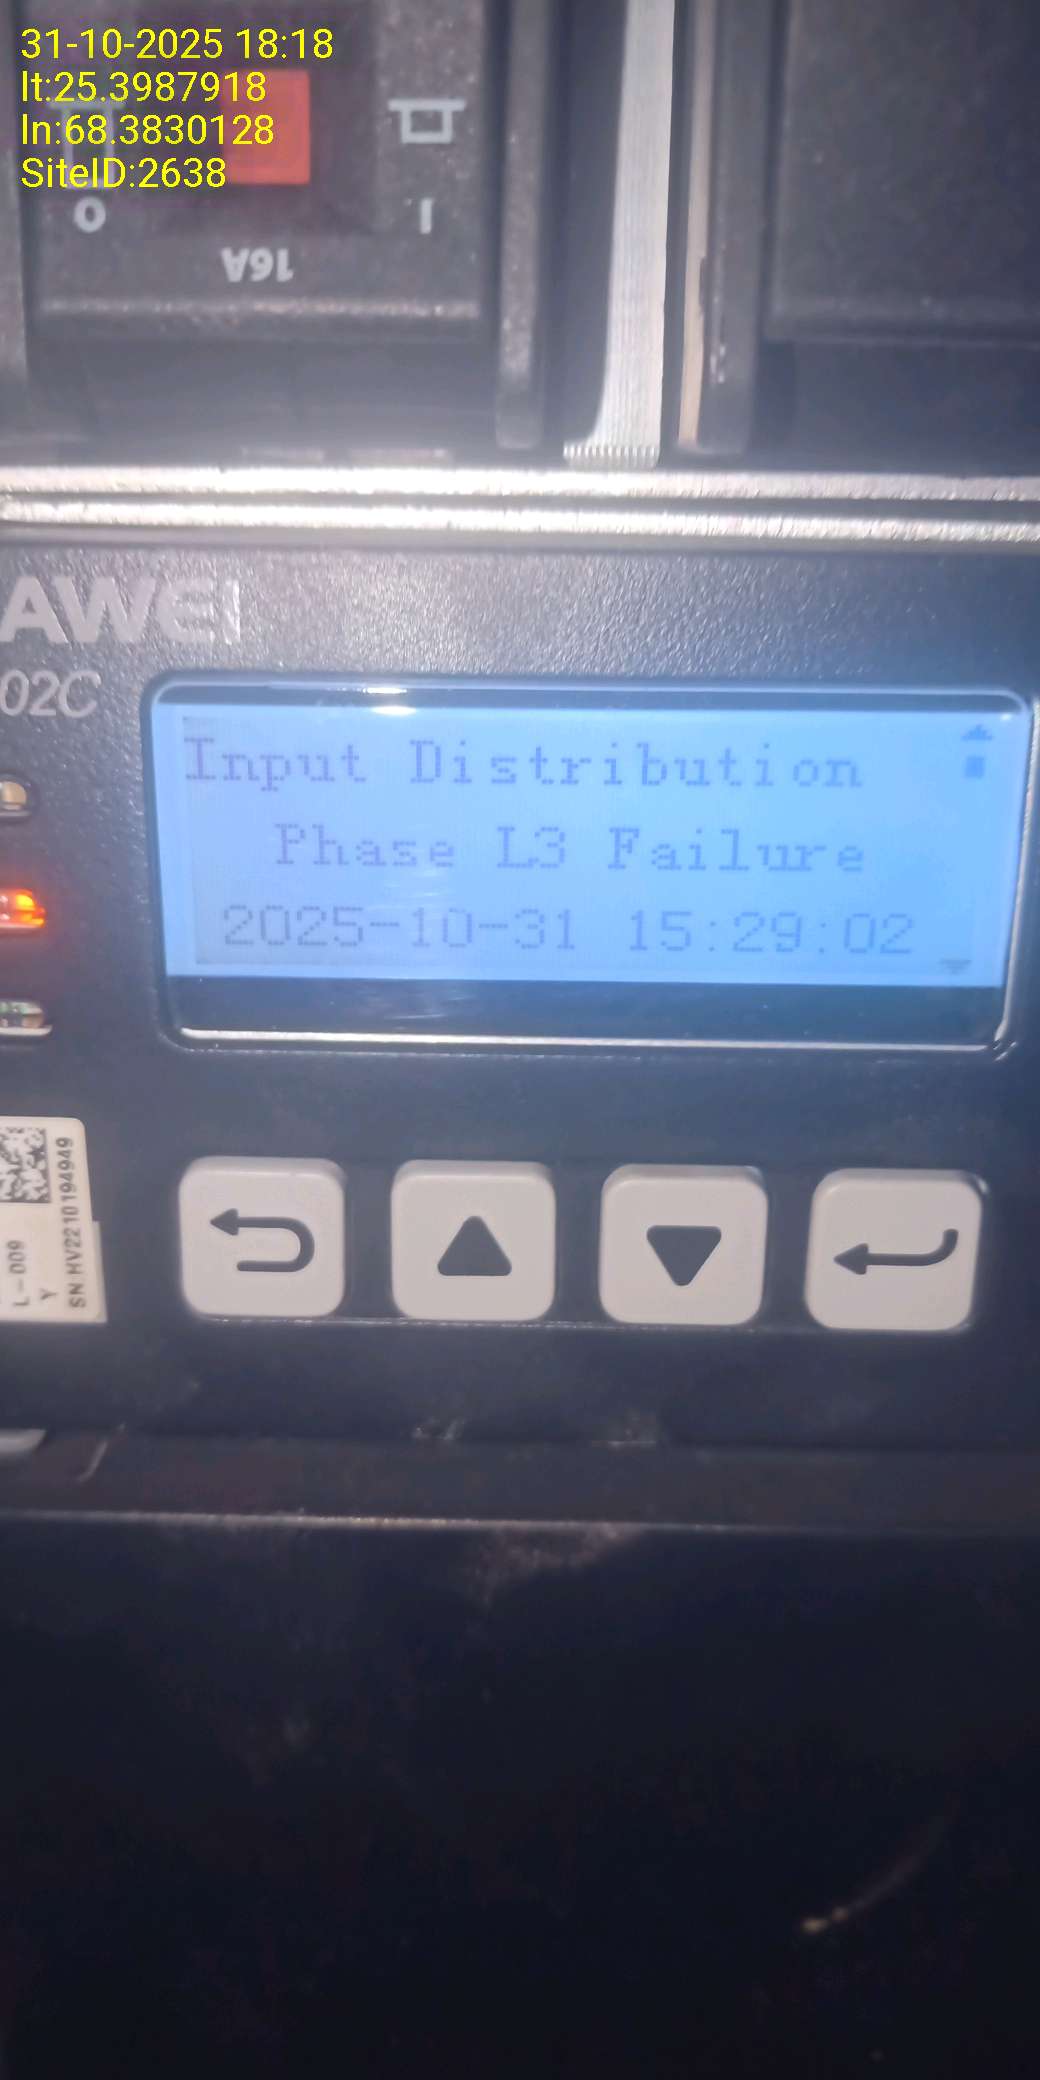 31-10-2025 18:18
lt:25.3987918
ln:68.3830128
SiteID:2638
O I
16A
AWEI
02C
Input Distribution
Phase L3 Failure
2025-10-31 15:29:02
L-009
Y
SN HV2210194949